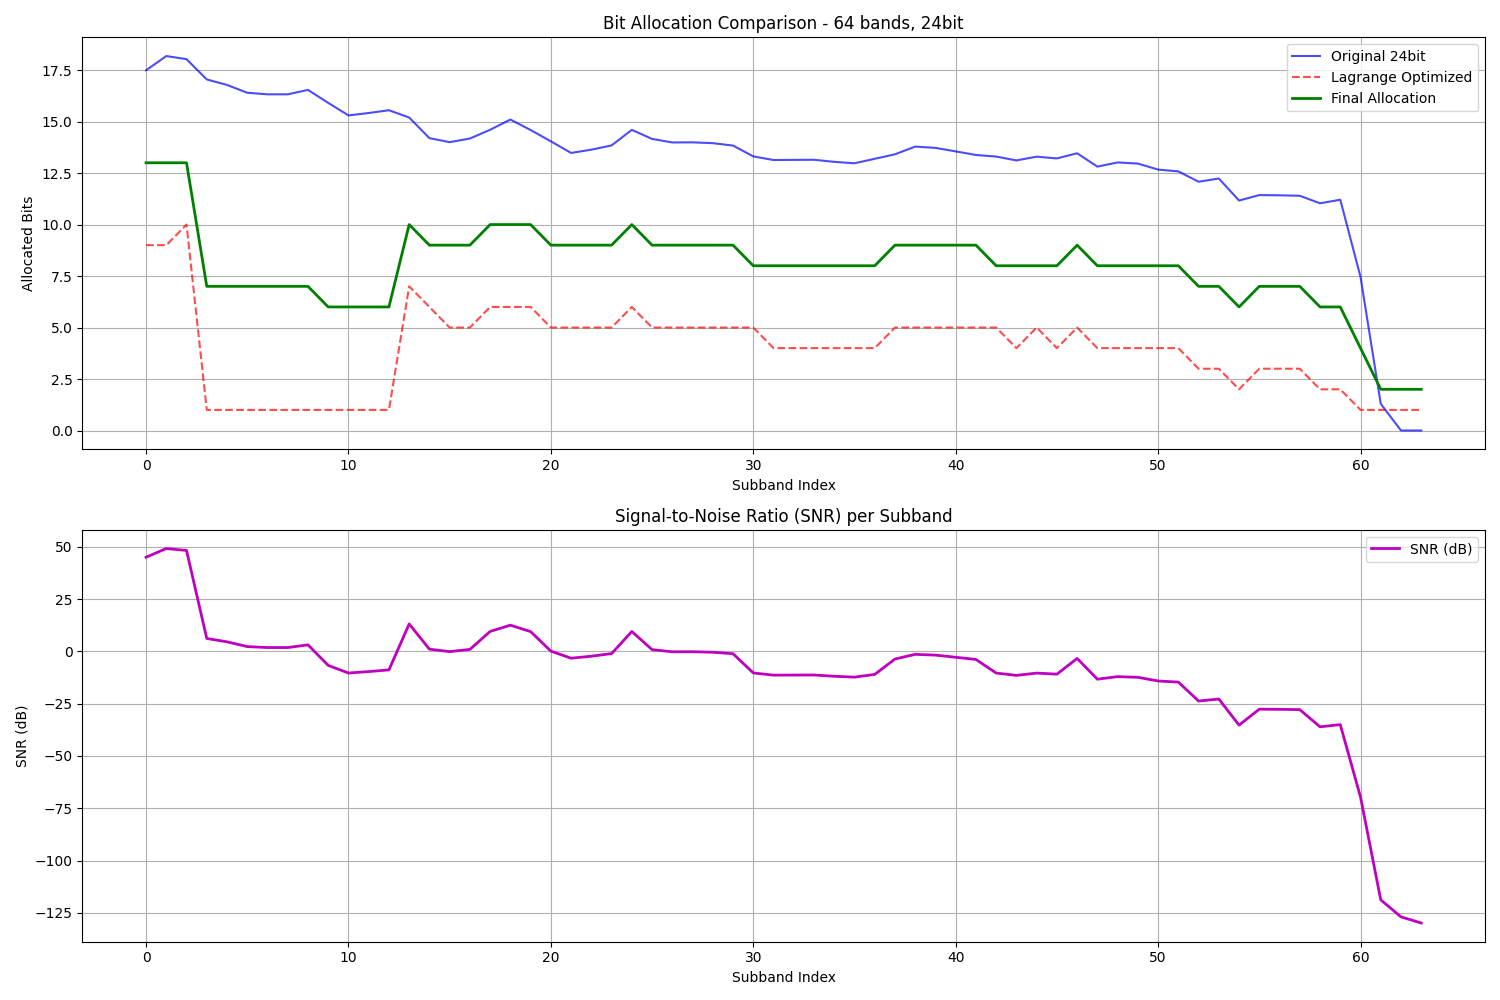 Bit Allocation Comparison - 64 bands, 24bit
Original 24bit
Lagrange Optimized
Final Allocation
Allocated Bits
17.5
15.0
12.5
10.0
7.5
5.0
2.5
0.0
0 10 20 30 40 50 60
Subband Index
Signal-to-Noise Ratio (SNR) per Subband
SNR (dB)
SNR (dB)
50
25
0
−25
−50
−75
−100
−125
0 10 20 30 40 50 60
Subband Index